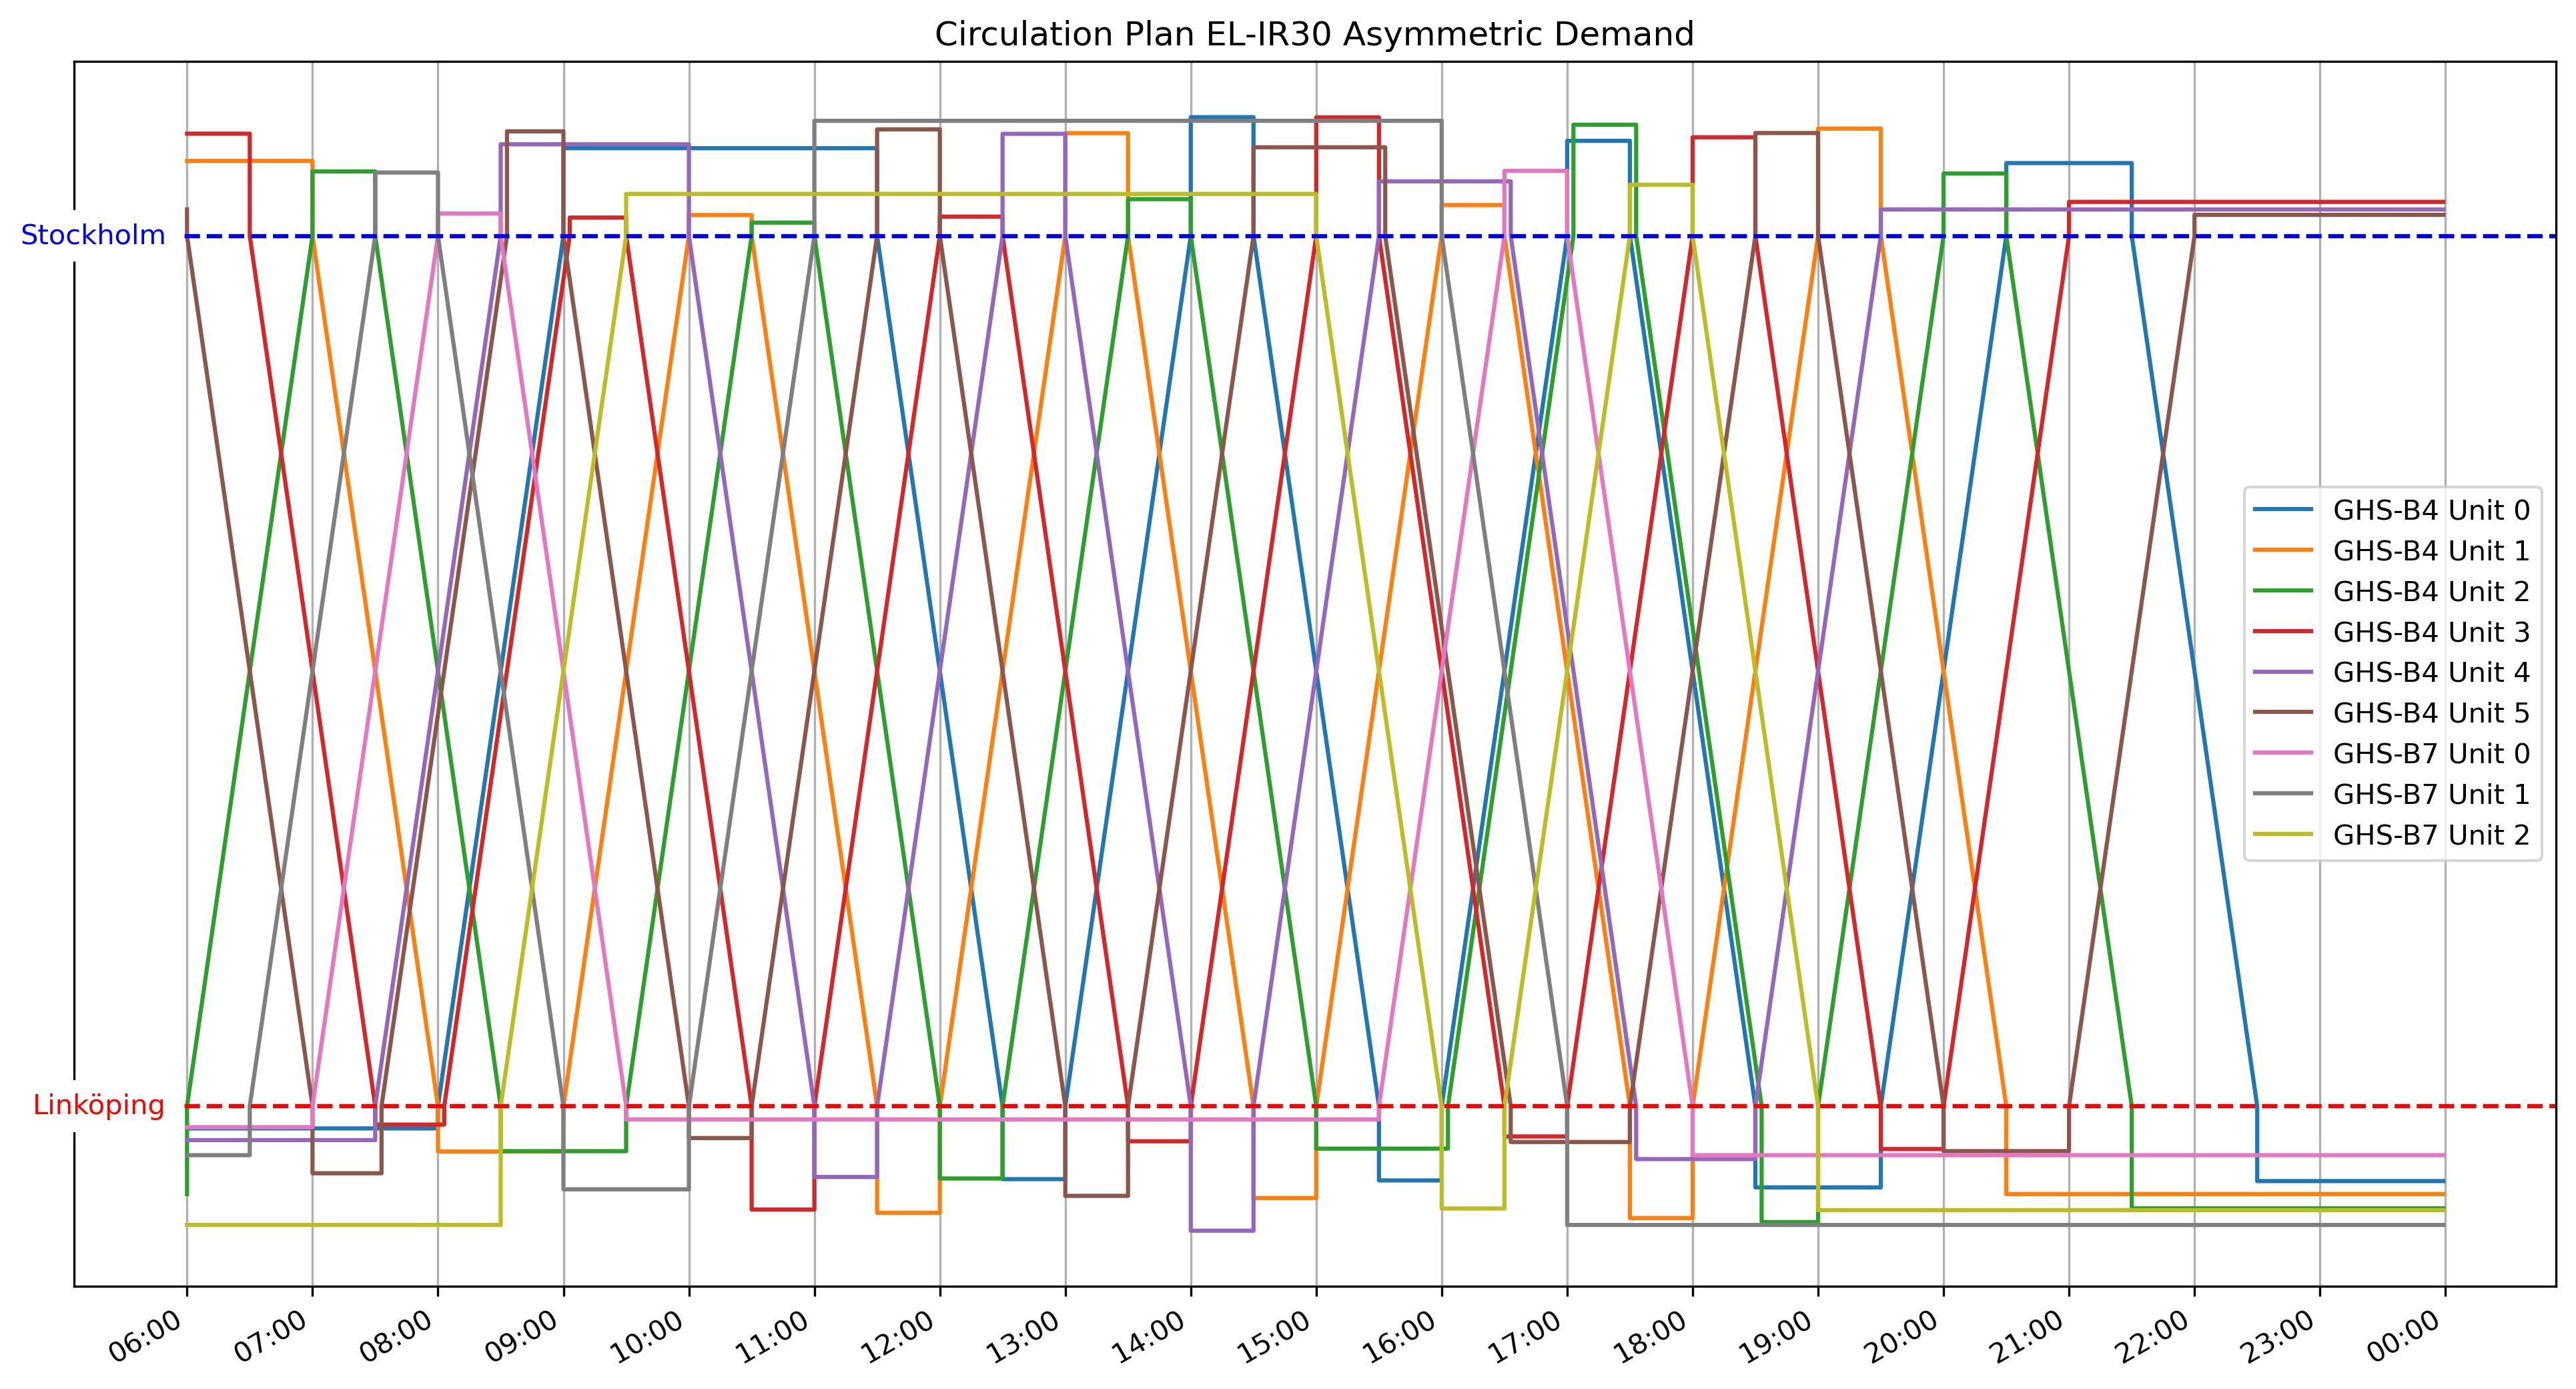 Circulation Plan EL-IR30 Asymmetric Demand
Stockholm
Linköping
GHS-B4 Unit 0
GHS-B4 Unit 1
GHS-B4 Unit 2
GHS-B4 Unit 3
GHS-B4 Unit 4
GHS-B4 Unit 5
GHS-B7 Unit 0
GHS-B7 Unit 1
GHS-B7 Unit 2
06:00
07:00
08:00
09:00
10:00
11:00
12:00
13:00
14:00
15:00
16:00
17:00
18:00
19:00
20:00
21:00
22:00
23:00
00:00